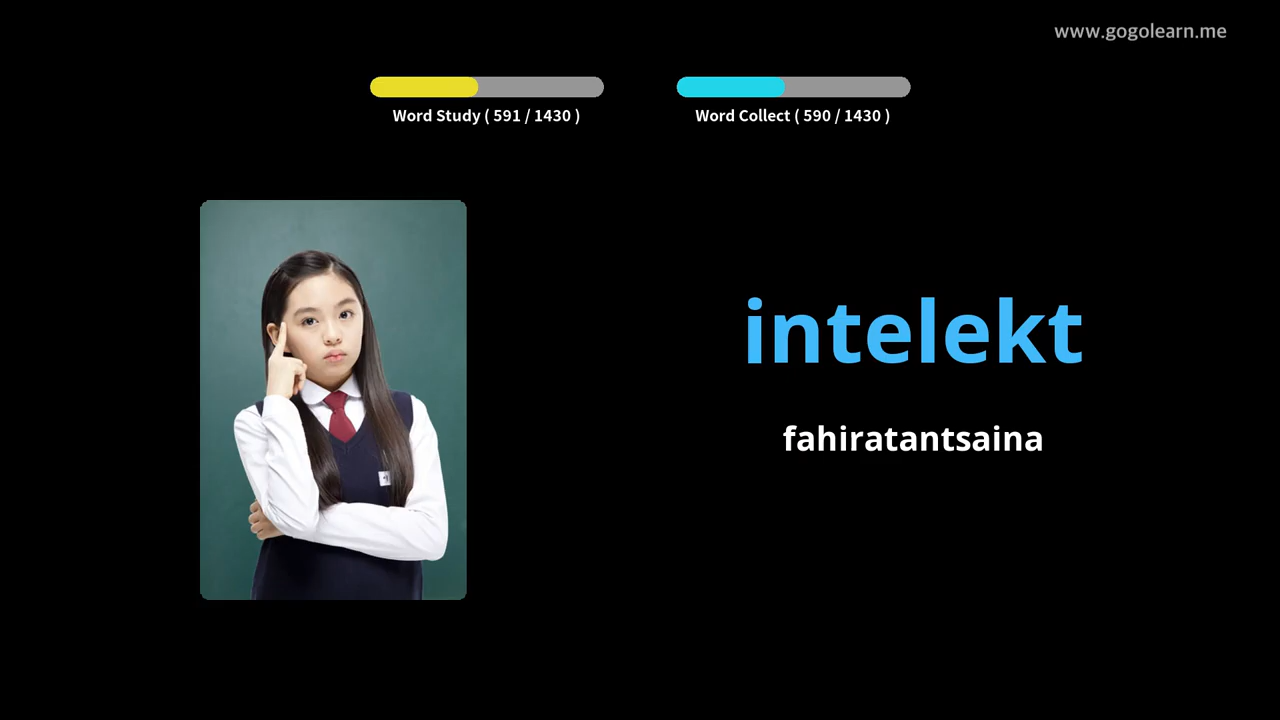 www.gogolearn.me
Word Study ( 591 / 1430 )
Word Collect ( 590 / 1430 )
intelekt
fahiratantsaina